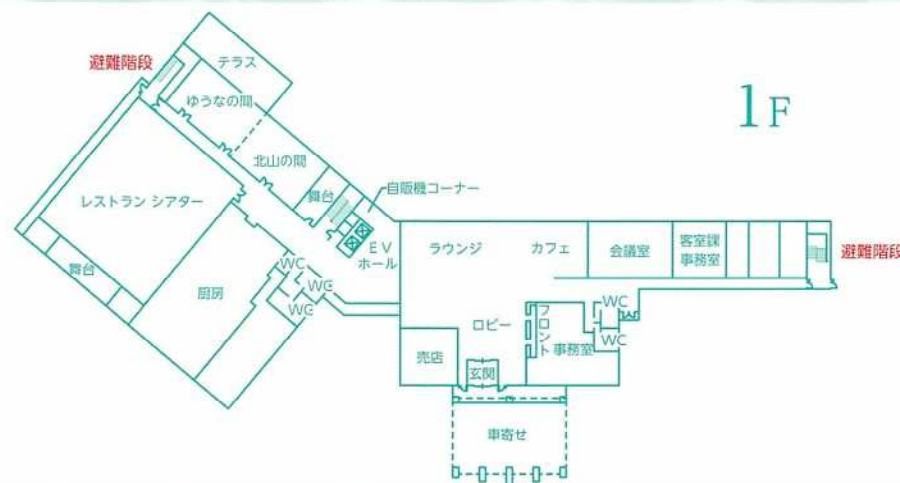 1F
避難階段
テラス
ゆうなの間
北山の間
舞台
自販機コーナー
レストラン シアター
舞台
厨房
EV
ホール
WC
WC
WC
ラウンジ
カフェ
会議室
客室課
事務室
避難階段
ロビー
フロント
事務室
WC
WC
売店
玄関
車寄せ